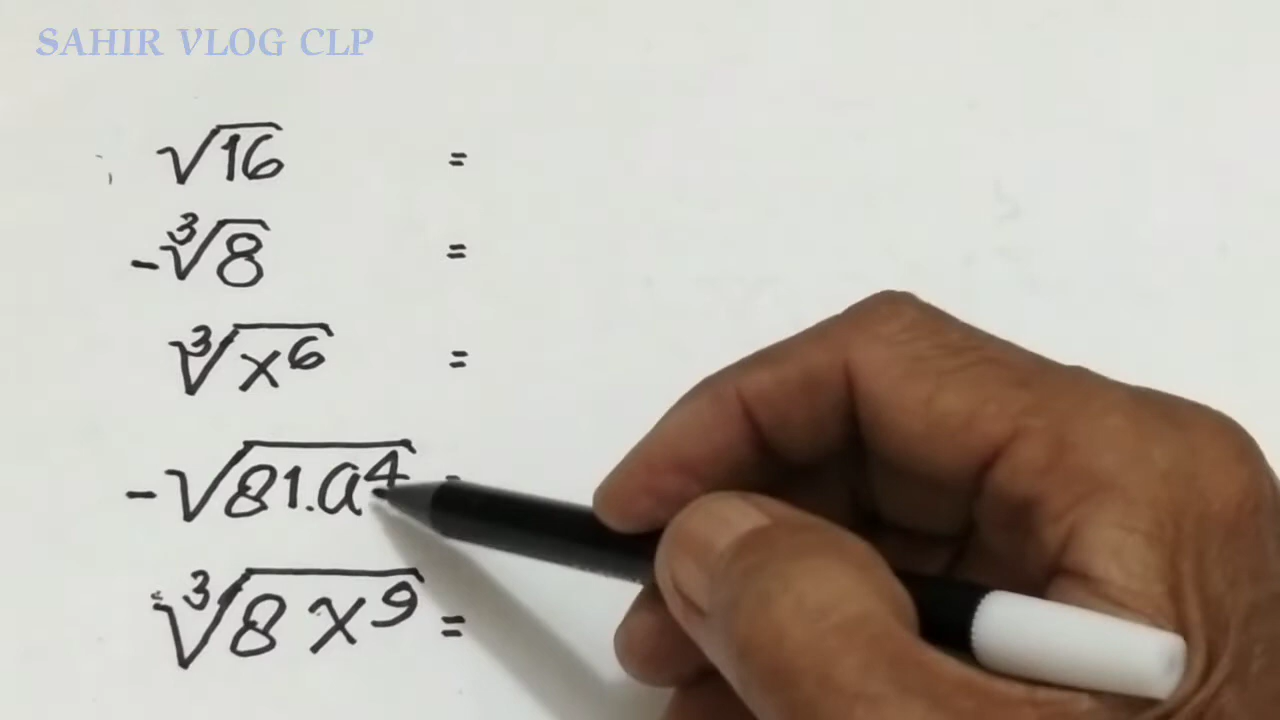 SAHIR VLOG CLP
√16 =
-∛8 =
∛x⁶ =
-√81.a⁴ =
∛8x⁹ =